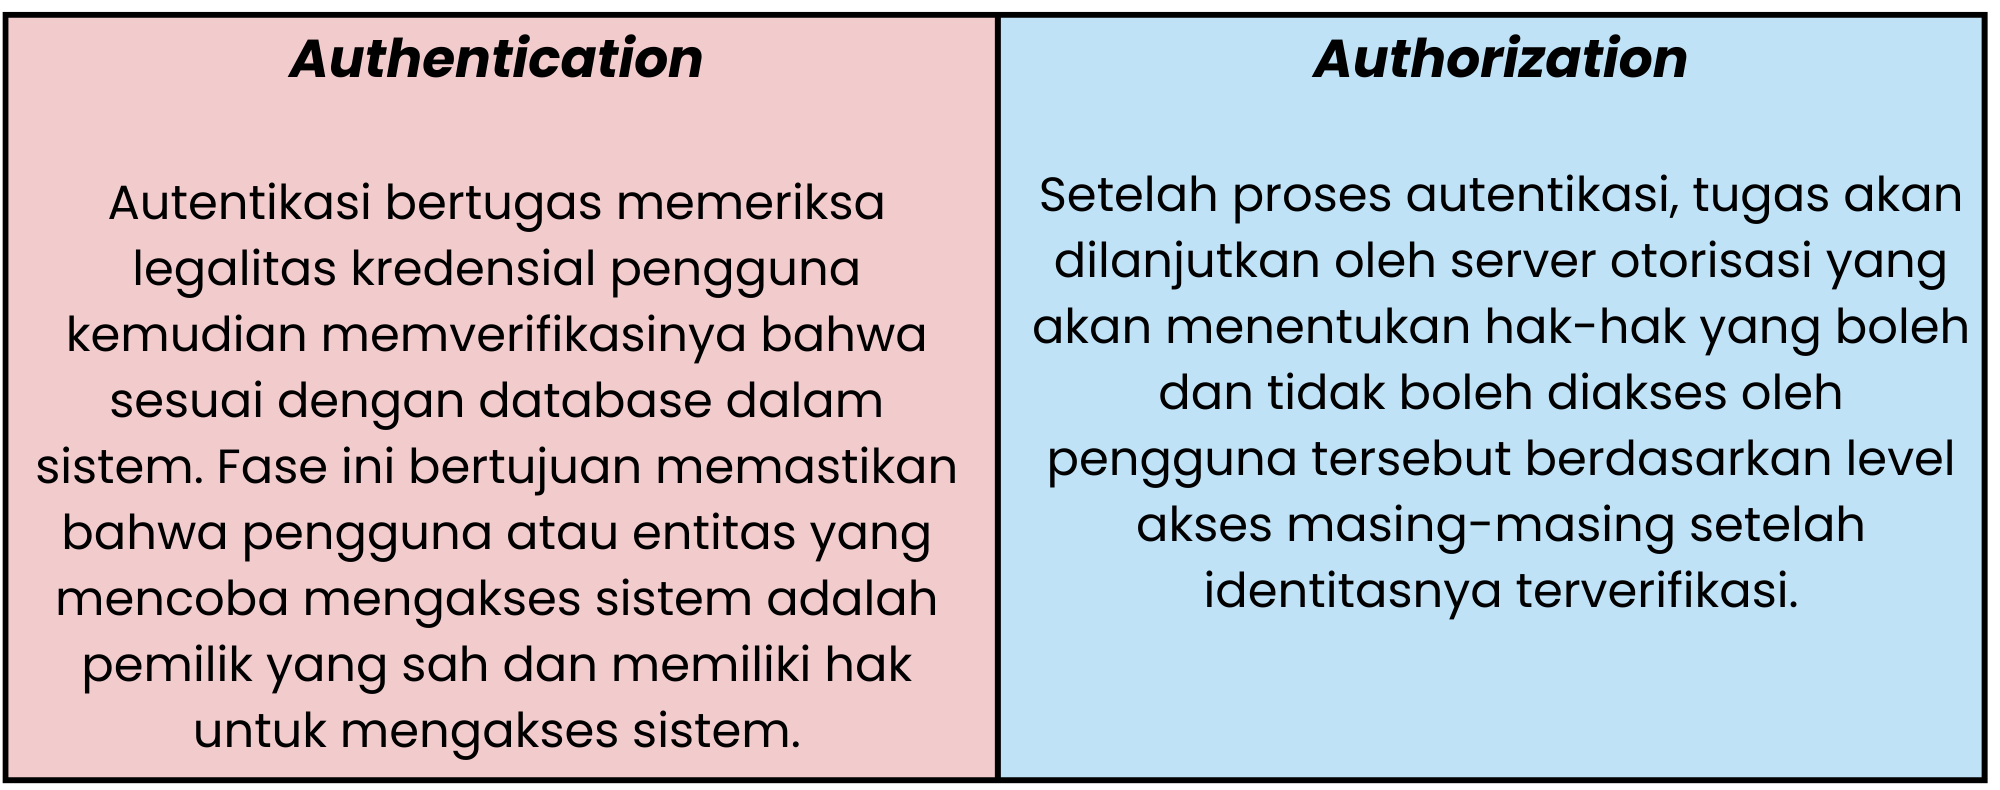 Authentication
Autentikasi bertugas memeriksa
legalitas kredensial pengguna
kemudian memverifikasinya bahwa
sesuai dengan database dalam
sistem. Fase ini bertujuan memastikan
bahwa pengguna atau entitas yang
mencoba mengakses sistem adalah
pemilik yang sah dan memiliki hak
untuk mengakses sistem.
Authorization
Setelah proses autentikasi, tugas akan
dilanjutkan oleh server otorisasi yang
akan menentukan hak-hak yang boleh
dan tidak boleh diakses oleh
pengguna tersebut berdasarkan level
akses masing-masing setelah
identitasnya terverifikasi.